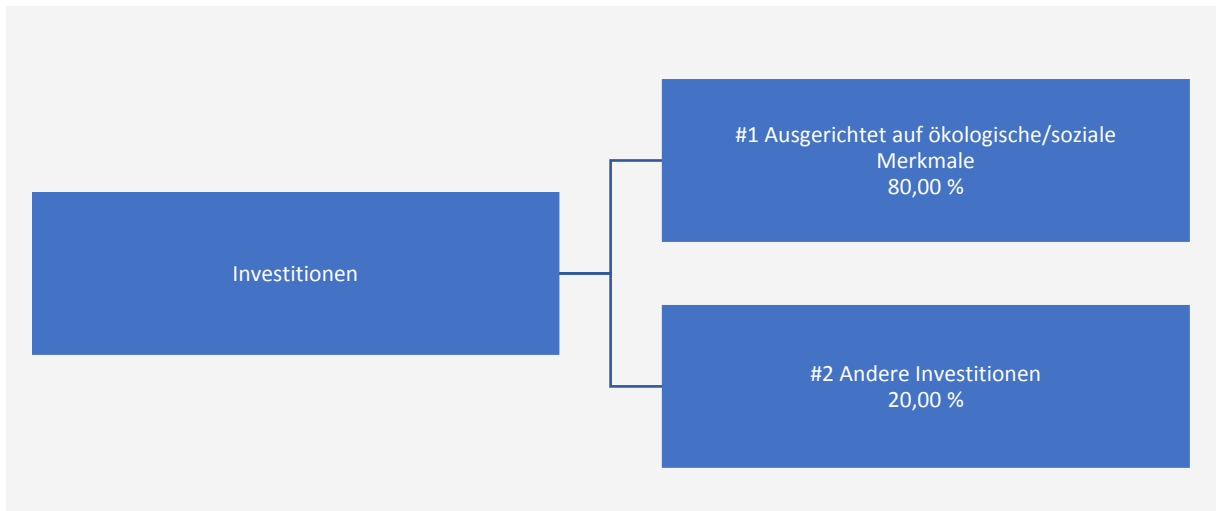 Investitionen
#1 Ausgerichtet auf ökologische/soziale
Merkmale
80,00 %
#2 Andere Investitionen
20,00 %